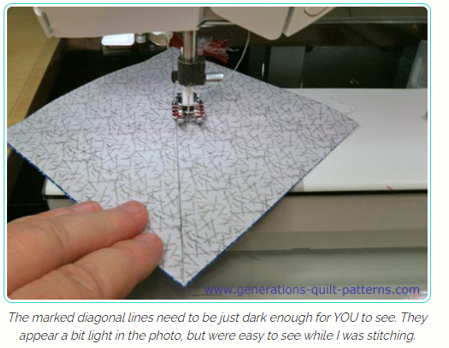 www.generations-quilt-patterns.com
The marked diagonal lines need to be just dark enough for YOU to see. They
appear a bit light in the photo, but were easy to see while I was stitching.